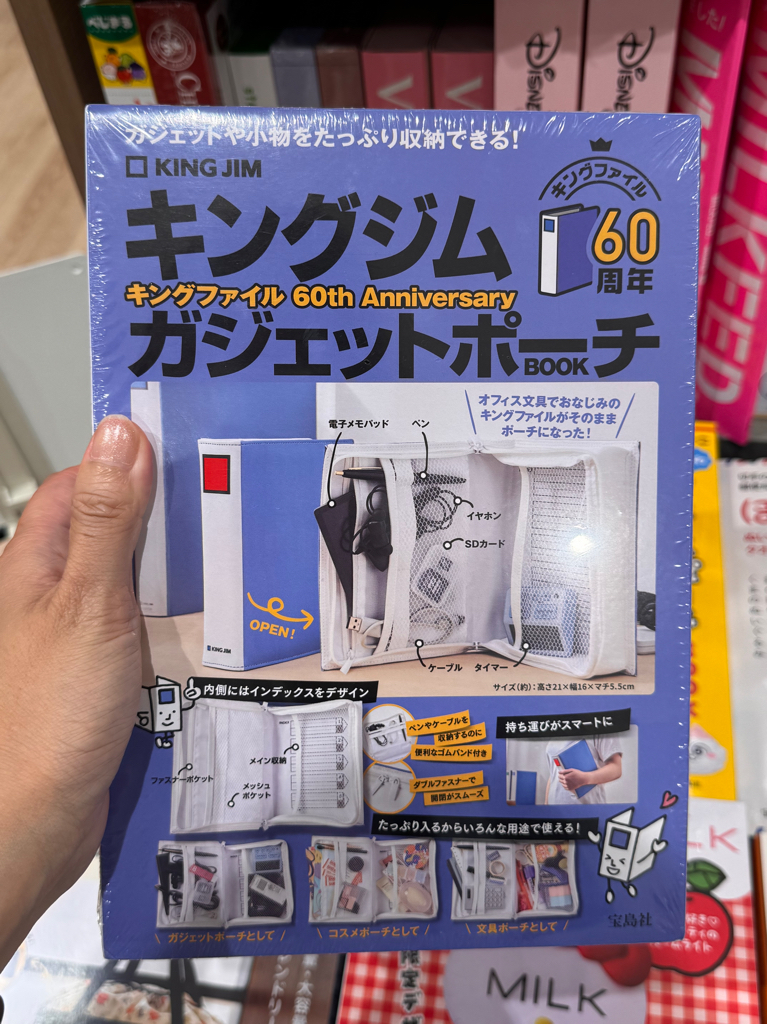 DISNEY
DISNEY
MILKFED
ガジェットや小物をたっぷり収納できる!
KING JIM
キングファイル
60
周年
キングジム
キングファイル 60th Anniversary
ガジェットポーチ
BOOK
オフィス文具でおなじみの
キングファイルがそのまま
ポーチになった!
電子メモパッド
ペン
イヤホン
SDカード
OPEN!
KING JIM
ケーブル
タイマー
サイズ(約):高さ21×幅16×マチ5.5cm
内側にはインデックスをデザイン
ファスナーポケット
メイン収納
メッシュ
ポケット
ペンやケーブルを
収納するのに
便利なゴムバンド付き
ダブルファスナーで
開閉がスムーズ
持ち運びがスマートに
たっぷり入るからいろんな用途で使える!
ガジェットポーチとして
コスメポーチとして
文具ポーチとして
宝島社
MILK